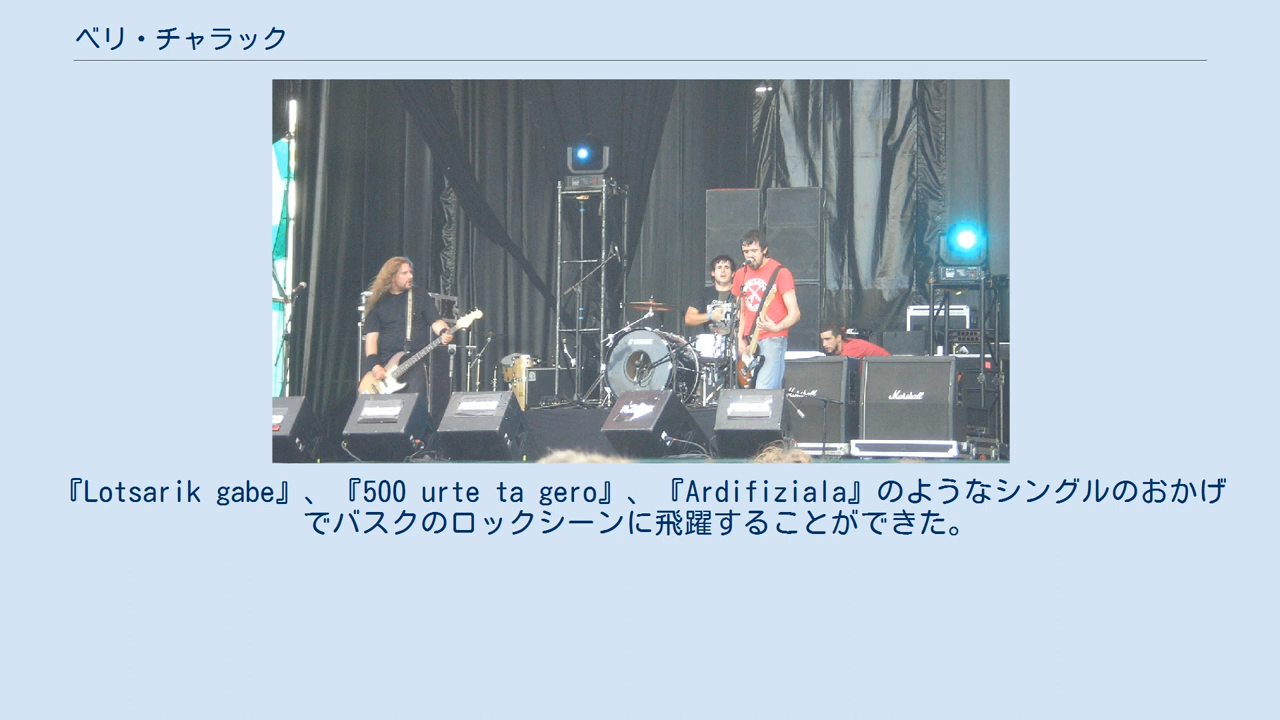 ベリ・チャラック
Marshall
『Lotsarik gabe』、『500 urte ta gero』、『Ardifiziala』のようなシングルのおかげ
でバスクのロックシーンに飛躍することができた。